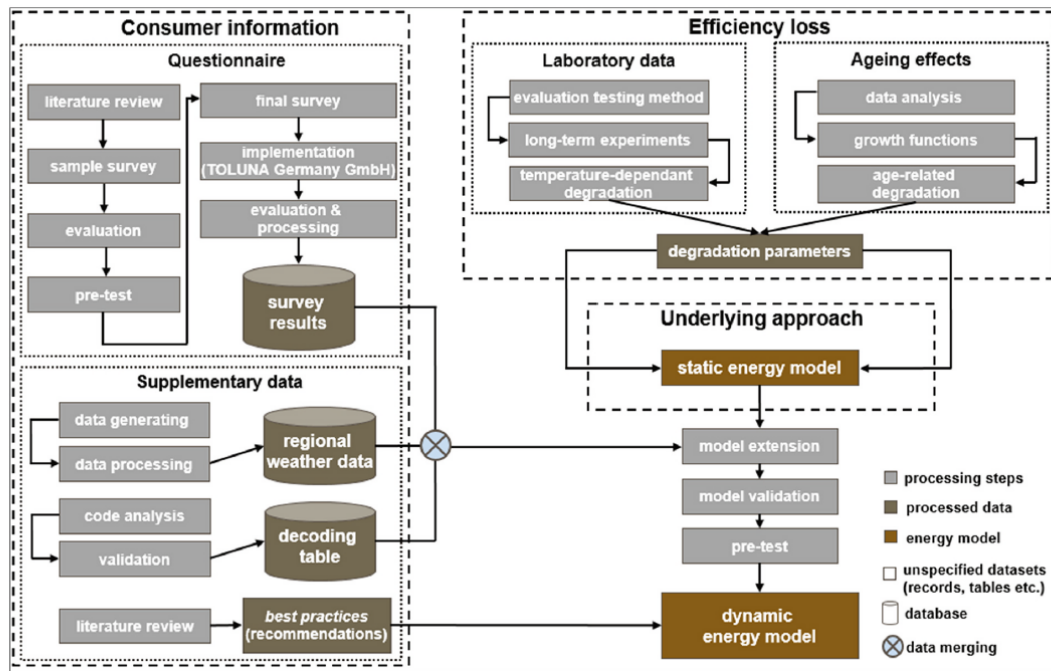 Consumer information
Questionnaire
literature review
sample survey
evaluation
pre-test
final survey
implementation
(TOLUNA Germany GmbH)
evaluation &
processing
survey
results
Supplementary data
data generating
data processing
regional
weather data
code analysis
validation
decoding
table
literature review
best practices
(recommendations)
Efficiency loss
Laboratory data
evaluation testing method
long-term experiments
temperature-dependant
degradation
Ageing effects
data analysis
growth functions
age-related
degradation
degradation parameters
Underlying approach
static energy model
model extension
model validation
pre-test
dynamic
energy model
processing steps
processed data
energy model
unspecified datasets
(records, tables etc.)
database
data merging